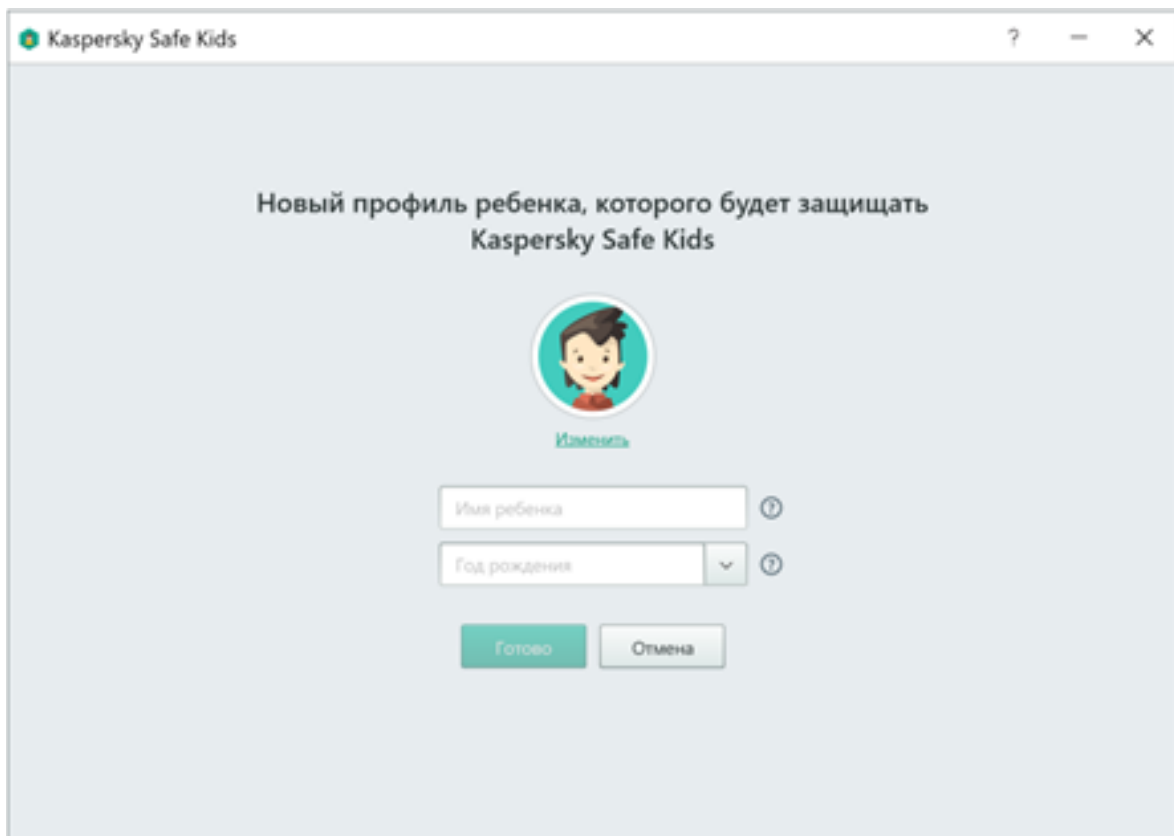 Kaspersky Safe Kids
?
Новый профиль ребенка, которого будет защищать
Kaspersky Safe Kids
Изменить
Имя ребенка
?
Год рождения
?
Готово
Отмена